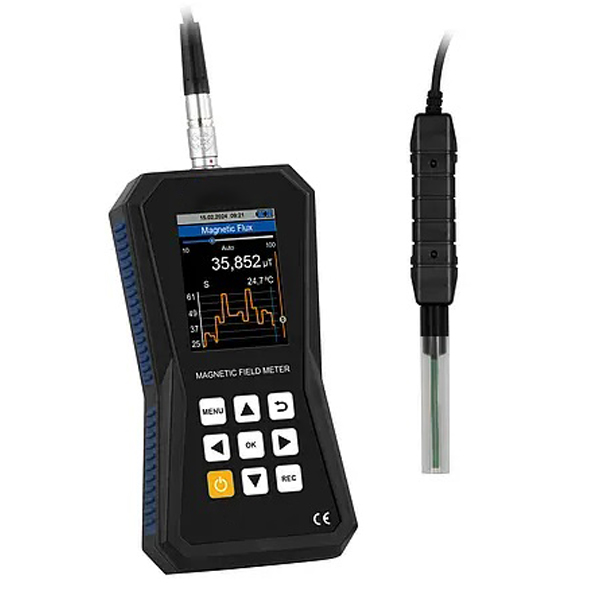 15.02.2024 09:21
Magnetic Flux
10 Auto 100
35,852 µT
S 24,7 °C
61
49
37
25
MAGNETIC FIELD METER
MENU
OK
REC
CE